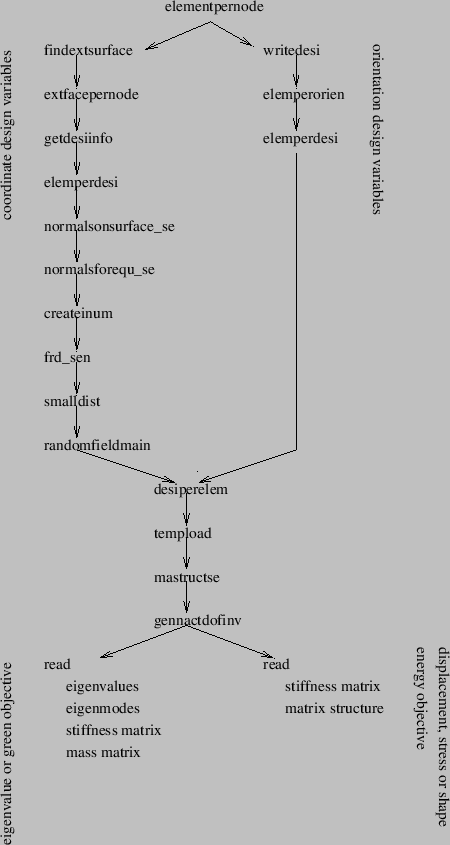 elementpernode
coordinate design variables
findextsurface
extfacepernode
getdesiinfo
elemperdesi
normalsonsurface_se
normalsforequ_se
createinum
frd_sen
smalldist
randomfieldmain
writedesi
elemperorien
elemperdesi
orientation design variables
desiperelem
tempload
mastructse
gennactdofinv
eigenvalue or green objective
read
eigenvalues
eigenmodes
stiffness matrix
mass matrix
read
stiffness matrix
matrix structure
displacement, stress or shape
energy objective